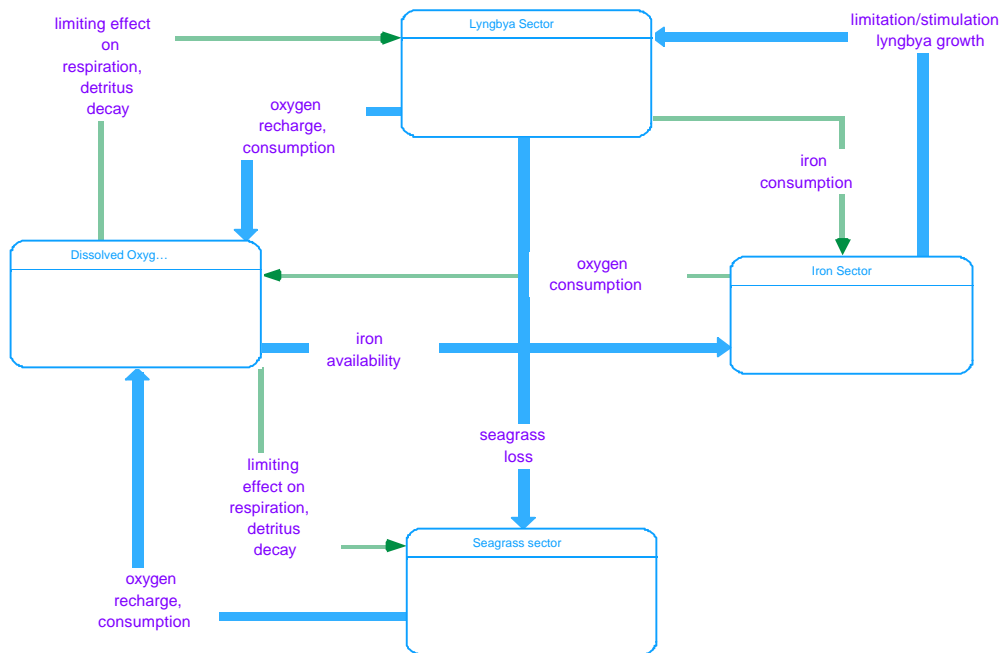 limiting effect
on
respiration,
detritus
decay
Lyngbya Sector
limitation/stimulation
lyngbya growth
oxygen
recharge,
consumption
iron
consumption
Dissolved Oxyg...
oxygen
consumption
Iron Sector
iron
availability
seagrass
loss
limiting
effect on
respiration,
detritus
decay
Seagrass sector
oxygen
recharge,
consumption